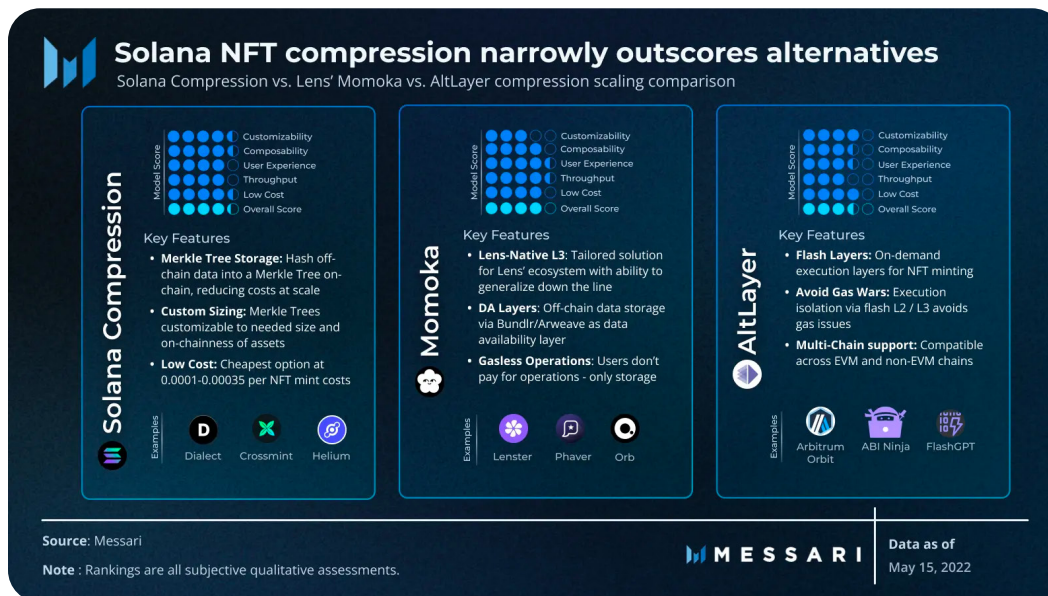 Solana NFT compression narrowly outscores alternatives
Solana Compression vs. Lens' Momoka vs. AltLayer compression scaling comparison
Solana Compression
Model Score
Customizability
Composability
User Experience
Throughput
Low Cost
Overall Score
Key Features
• Merkle Tree Storage: Hash off-
chain data into a Merkle Tree on-
chain, reducing costs at scale
• Custom Sizing: Merkle Trees
customizable to needed size and
on-chainness of assets
• Low Cost: Cheapest option at
0.0001-0.00035 per NFT mint costs
Examples
D
Dialect
Crossmint
Helium
Momoka
Model Score
Customizability
Composability
User Experience
Throughput
Low Cost
Overall Score
Key Features
• Lens-Native L3: Tailored solution
for Lens' ecosystem with ability to
generalize down the line
• DA Layers: Off-chain data storage
via Bundlr/Arweave as data
availability layer
• Gasless Operations: Users don't
pay for operations - only storage
Examples
Lenster
Phaver
Orb
AltLayer
Model Score
Customizability
Composability
User Experience
Throughput
Low Cost
Overall Score
Key Features
• Flash Layers: On-demand
execution layers for NFT minting
• Avoid Gas Wars: Execution
isolation via flash L2 / L3 avoids
gas issues
• Multi-Chain support: Compatible
across EVM and non-EVM chains
Examples
Arbitrum
Orbit
ABI Ninja
FlashGPT
Source: Messari
Note : Rankings are all subjective qualitative assessments.
MESSARI
Data as of
May 15, 2022